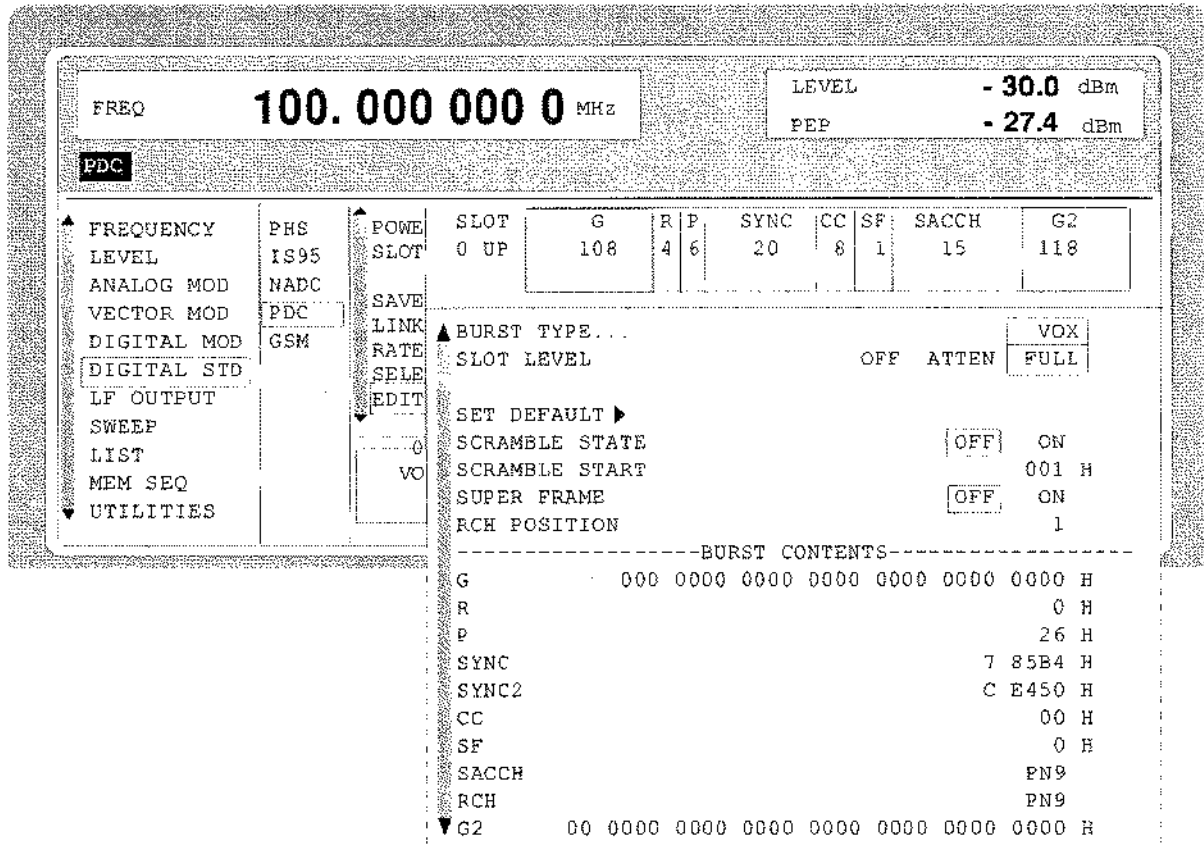 FREQ 100. 000 000 0 MHz
LEVEL - 30.0 dBm
PEP - 27.4 dBm
PDC
FREQUENCY
LEVEL
ANALOG MOD
VECTOR MOD
DIGITAL MOD
DIGITAL STD
LF OUTPUT
SWEEP
LIST
MEM SEQ
UTILITIES
PHS
IS95
NADC
PDC
GSM
POWE
SLOT
SAVE
LINK
RATE
SELE
EDIT
0
VO
SLOT G R P SYNC CC SF SACCH G2
0 UP 108 4 6 20 8 1 15 118
BURST TYPE... VOX
SLOT LEVEL OFF ATTEN FULL
SET DEFAULT
SCRAMBLE STATE OFF ON
SCRAMBLE START 001 H
SUPER FRAME OFF ON
RCH POSITION 1
------------------BURST CONTENTS------------------
G 000 0000 0000 0000 0000 0000 0000 H
R 0 H
P 26 H
SYNC 7 85B4 H
SYNC2 C E450 H
CC 00 H
SF 0 H
SACCH PN9
RCH PN9
G2 00 0000 0000 0000 0000 0000 0000 0000 H